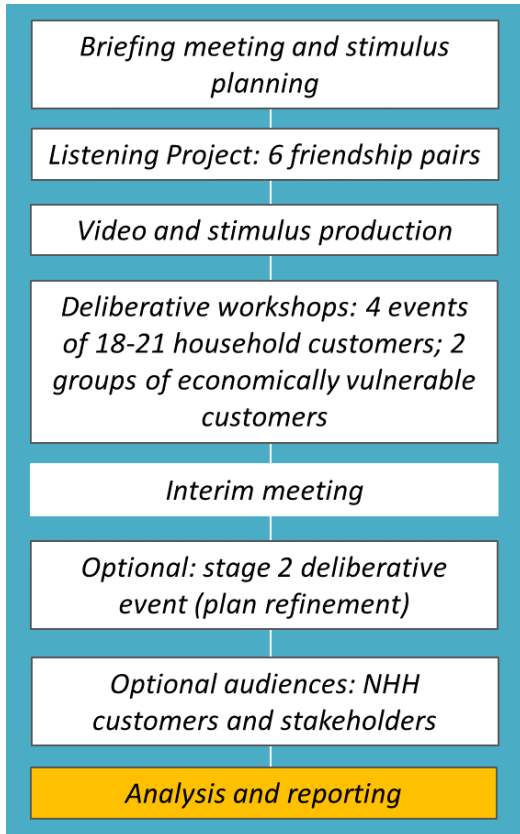 Briefing meeting and stimulus
planning
Listening Project: 6 friendship pairs
Video and stimulus production
Deliberative workshops: 4 events
of 18-21 household customers; 2
groups of economically vulnerable
customers
Interim meeting
Optional: stage 2 deliberative
event (plan refinement)
Optional audiences: NHH
customers and stakeholders
Analysis and reporting